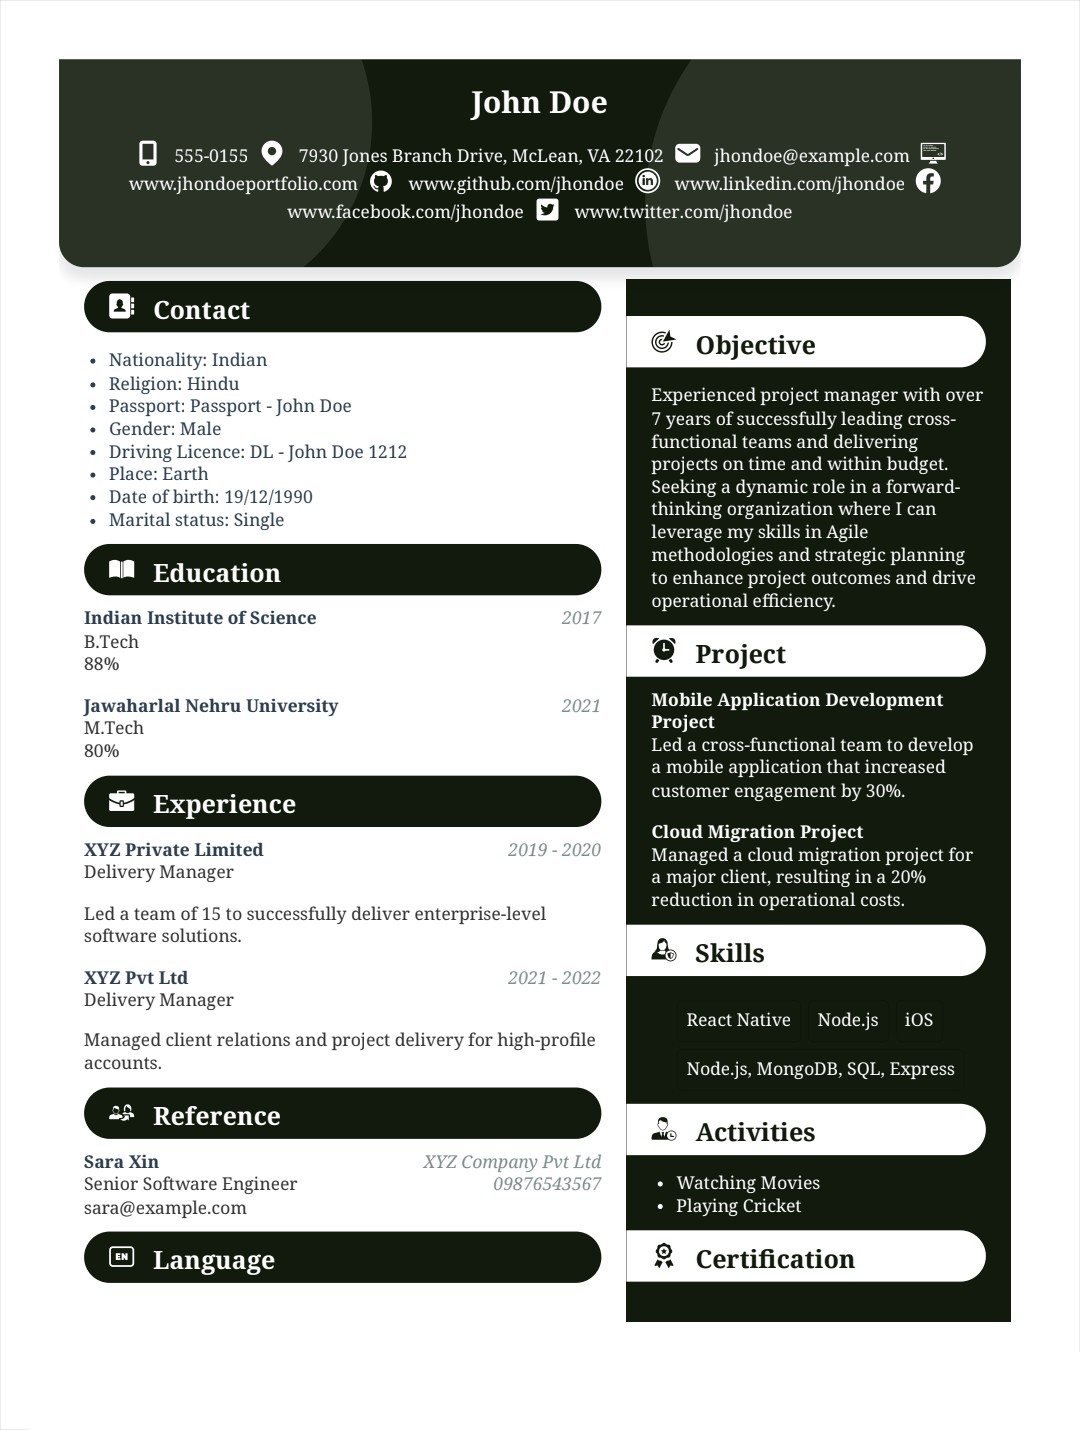 John Doe
555-0155 7930 Jones Branch Drive, McLean, VA 22102 jhondoe@example.com
www.jhondoeportfolio.com www.github.com/jhondoe www.linkedin.com/jhondoe
www.facebook.com/jhondoe www.twitter.com/jhondoe
Contact
• Nationality: Indian
• Religion: Hindu
• Passport: Passport - John Doe
• Gender: Male
• Driving Licence: DL - John Doe 1212
• Place: Earth
• Date of birth: 19/12/1990
• Marital status: Single
Education
Indian Institute of Science 2017
B.Tech
88%
Jawaharlal Nehru University 2021
M.Tech
80%
Experience
XYZ Private Limited 2019 - 2020
Delivery Manager
Led a team of 15 to successfully deliver enterprise-level
software solutions.
XYZ Pvt Ltd 2021 - 2022
Delivery Manager
Managed client relations and project delivery for high-profile
accounts.
Reference
Sara Xin XYZ Company Pvt Ltd
Senior Software Engineer 09876543567
sara@example.com
EN Language
Objective
Experienced project manager with over
7 years of successfully leading cross-
functional teams and delivering
projects on time and within budget.
Seeking a dynamic role in a forward-
thinking organization where I can
leverage my skills in Agile
methodologies and strategic planning
to enhance project outcomes and drive
operational efficiency.
Project
Mobile Application Development
Project
Led a cross-functional team to develop
a mobile application that increased
customer engagement by 30%.
Cloud Migration Project
Managed a cloud migration project for
a major client, resulting in a 20%
reduction in operational costs.
Skills
React Native Node.js iOS
Node.js, MongoDB, SQL, Express
Activities
• Watching Movies
• Playing Cricket
Certification